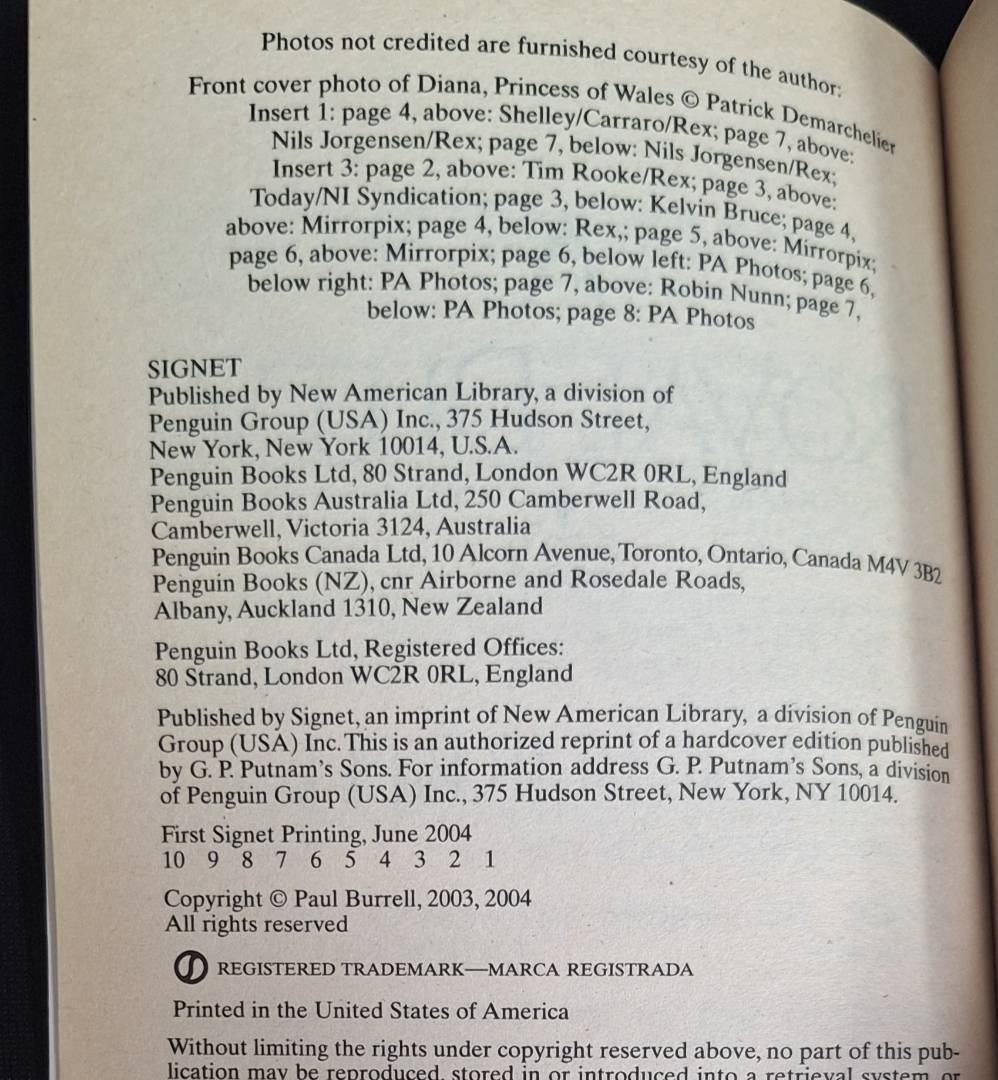 Photos not credited are furnished courtesy of the author:
Front cover photo of Diana, Princess of Wales © Patrick Demarchelier
Insert 1: page 4, above: Shelley/Carraro/Rex; page 7, above:
Nils Jorgensen/Rex; page 7, below: Nils Jorgensen/Rex;
Insert 3: page 2, above: Tim Rooke/Rex; page 3, above:
Today/NI Syndication; page 3, below: Kelvin Bruce; page 4,
above: Mirrorpix; page 4, below: Rex,; page 5, above: Mirrorpix;
page 6, above: Mirrorpix; page 6, below left: PA Photos; page 6,
below right: PA Photos; page 7, above: Robin Nunn; page 7,
below: PA Photos; page 8: PA Photos
SIGNET
Published by New American Library, a division of
Penguin Group (USA) Inc., 375 Hudson Street,
New York, New York 10014, U.S.A.
Penguin Books Ltd, 80 Strand, London WC2R 0RL, England
Penguin Books Australia Ltd, 250 Camberwell Road,
Camberwell, Victoria 3124, Australia
Penguin Books Canada Ltd, 10 Alcorn Avenue, Toronto, Ontario, Canada M4V 3B2
Penguin Books (NZ), cnr Airborne and Rosedale Roads,
Albany, Auckland 1310, New Zealand
Penguin Books Ltd, Registered Offices:
80 Strand, London WC2R 0RL, England
Published by Signet, an imprint of New American Library, a division of Penguin
Group (USA) Inc. This is an authorized reprint of a hardcover edition published
by G. P. Putnam's Sons. For information address G. P. Putnam's Sons, a division
of Penguin Group (USA) Inc., 375 Hudson Street, New York, NY 10014.
First Signet Printing, June 2004
10 9 8 7 6 5 4 3 2 1
Copyright © Paul Burrell, 2003, 2004
All rights reserved
REGISTERED TRADEMARK—MARCA REGISTRADA
Printed in the United States of America
Without limiting the rights under copyright reserved above, no part of this pub-
lication may be reproduced, stored in or introduced into a retrieval system, or